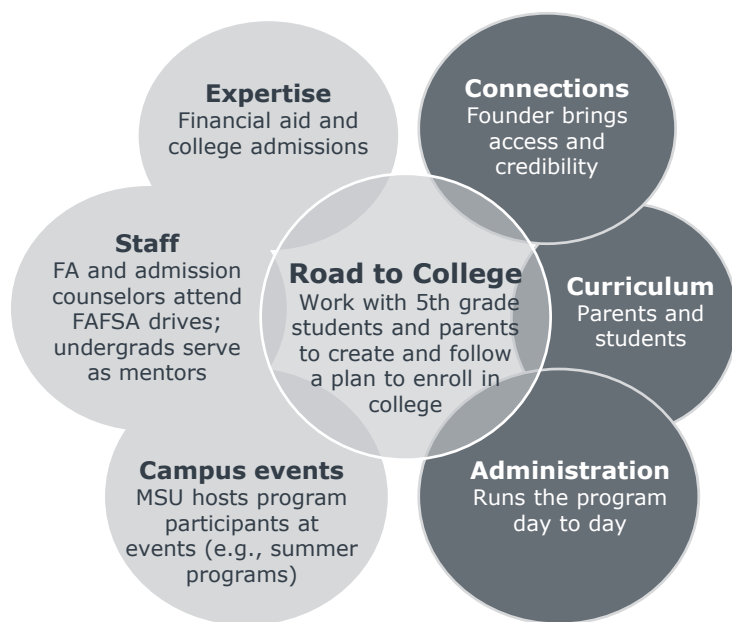 Expertise
Financial aid and
college admissions
Connections
Founder brings
access and
credibility
Staff
FA and admission
counselors attend
FAFSA drives;
undergrads serve
as mentors
Road to College
Work with 5th grade
students and parents
to create and follow
a plan to enroll in
college
Curriculum
Parents and
students
Campus events
MSU hosts program
participants at
events (e.g., summer
programs)
Administration
Runs the program
day to day